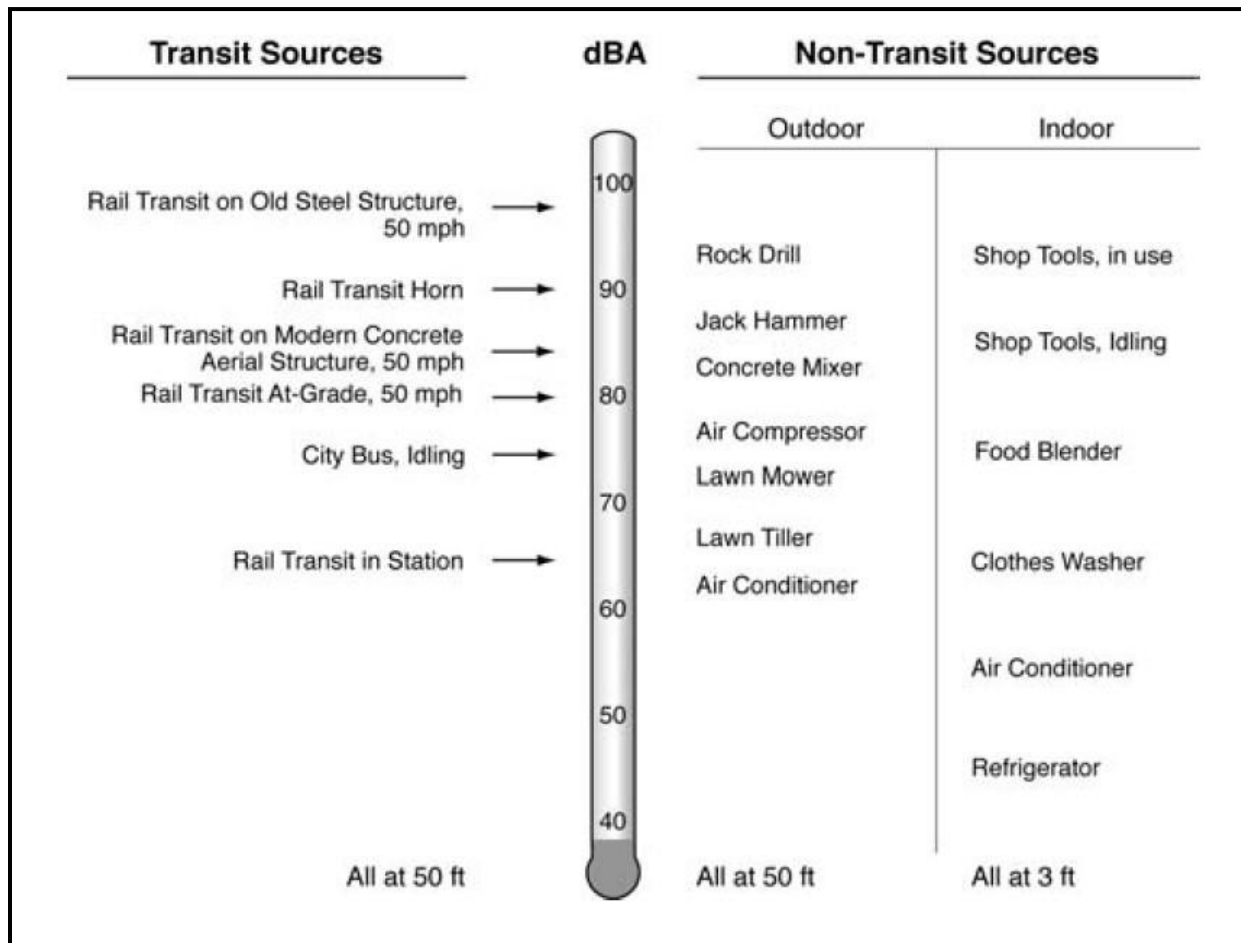 Transit Sources
dBA
Non-Transit Sources
Outdoor
Indoor
100
Rail Transit on Old Steel Structure,
50 mph
Rock Drill
Shop Tools, in use
Rail Transit Horn
90
Jack Hammer
Rail Transit on Modern Concrete
Aerial Structure, 50 mph
Shop Tools, Idling
Concrete Mixer
Rail Transit At-Grade, 50 mph
80
Air Compressor
City Bus, Idling
Food Blender
Lawn Mower
70
Lawn Tiller
Rail Transit in Station
Clothes Washer
Air Conditioner
60
Air Conditioner
50
Refrigerator
40
All at 50 ft
All at 50 ft
All at 3 ft